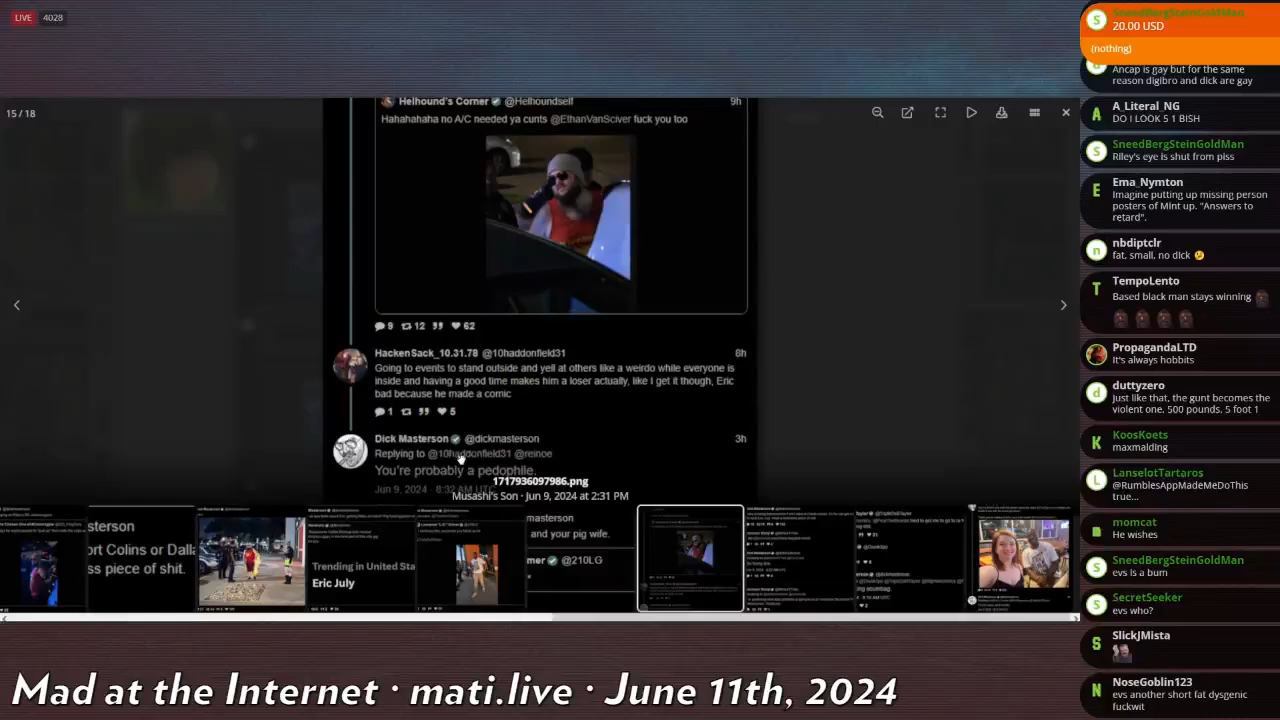 LIVE 4028
15 / 18
Helhound's Corner @Helhoundself 9h
Hahahahaha no A/C needed ya cunts @EthanVanSciver fuck you too
9 12 62
HackenSack_10.31.78 @10haddonfield31 8h
Going to events to stand outside and yell at others like a weirdo while everyone is
inside and having a good time makes him a loser actually, like I get it though, Eric
bad because he made a comic
1 5
Dick Masterson @dickmasterson 3h
Replying to @10haddonfield31 @reinoe
You're probably a pedophile.
Jun 9, 2024 · 8:32 AM UTC
1717936097986.png
Musashi's Son · Jun 9, 2024 at 2:31 PM
sterson
ort Colins or Dall
ss piece of shit.
Trending in United Sta
Eric July
masterson
and your pig wife.
mer @210LG
Mad at the Internet · mati.live · June 11th, 2024
S
SneedBergSteinGoldMan
20.00 USD
(nothing)
Ancap is gay but for the same
reason digibro and dick are gay
A
A_Literal_NG
DO I LOOK 5 1 BISH
S
SneedBergSteinGoldMan
Riley's eye is shut from piss
E
Ema_Nymton
Imagine putting up missing person
posters of Mint up. "Answers to
retard".
n
nbdiptclr
fat, small, no dick
T
TempoLento
Based black man stays winning
PropagandaLTD
It's always hobbits
d
duttyzero
Just like that, the gunt becomes the
violent one. 500 pounds, 5 foot 1
K
KoosKoets
maxmalding
L
LanselotTartaros
@RumblesAppMadeMeDoThis
true...
momcat
He wishes
S
SneedBergSteinGoldMan
evs is a bum
S
SecretSeeker
evs who?
S
SlickJMista
N
NoseGoblin123
evs another short fat dysgenic
fuckwit